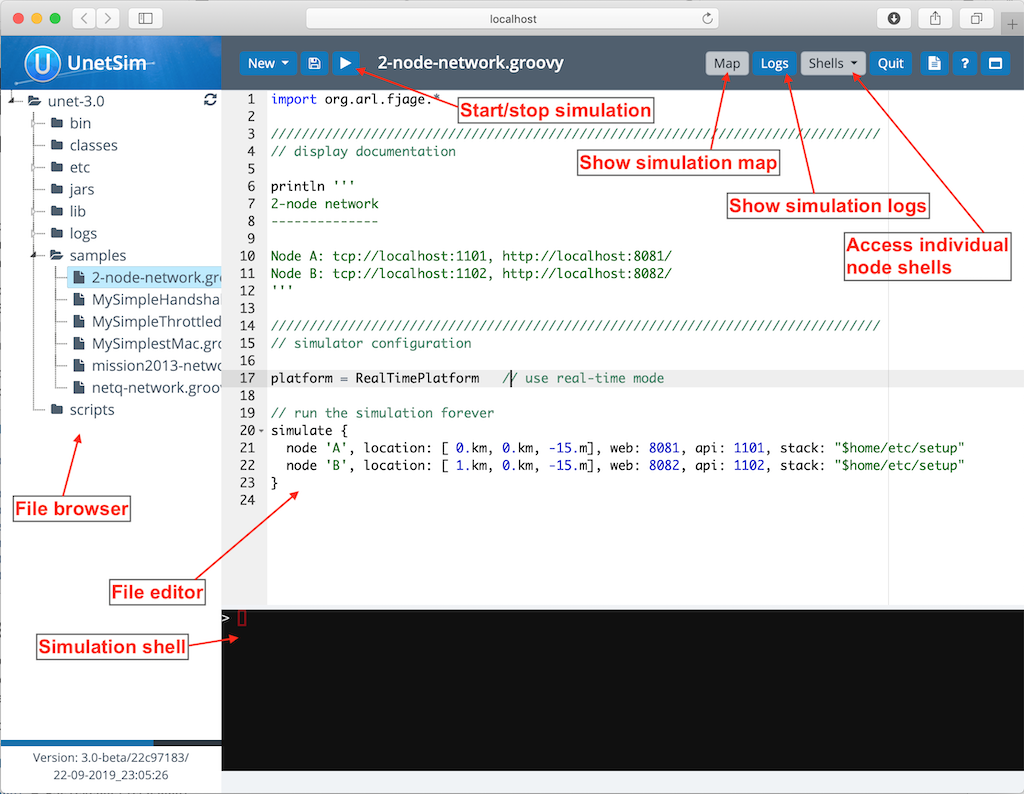 localhost
UnetSim
New
2-node-network.groovy
Map
Logs
Shells
Quit
?
unet-3.0
bin
classes
etc
jars
lib
logs
samples
2-node-network.gr
MySimpleHandsha
MySimpleThrottled
MySimplestMac.gro
mission2013-netwo
netq-network.groov
scripts
1 import org.arl.fjage.*
2
3 ///////////////////////////////////////////////////////////////////////////////
4 // display documentation
5
6 println '''
7 2-node network
8 --------------
9
10 Node A: tcp://localhost:1101, http://localhost:8081/
11 Node B: tcp://localhost:1102, http://localhost:8082/
12 '''
13
14 ///////////////////////////////////////////////////////////////////////////////
15 // simulator configuration
16
17 platform = RealTimePlatform   // use real-time mode
18
19 // run the simulation forever
20 simulate {
21   node 'A', location: [ 0.km, 0.km, -15.m], web: 8081, api: 1101, stack: "$home/etc/setup"
22   node 'B', location: [ 1.km, 0.km, -15.m], web: 8082, api: 1102, stack: "$home/etc/setup"
23 }
24
Start/stop simulation
Show simulation map
Show simulation logs
Access individual
node shells
File browser
File editor
Simulation shell
>
Version: 3.0-beta/22c97183/
22-09-2019_23:05:26